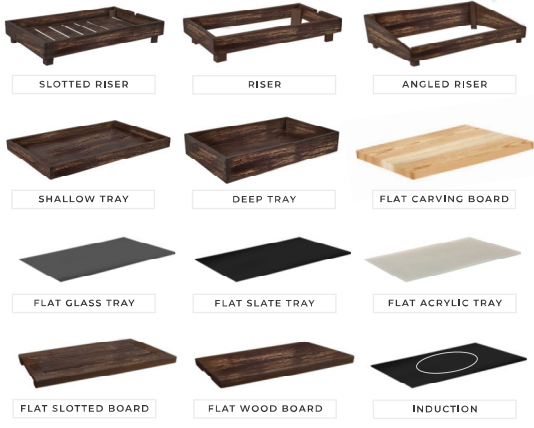 SLOTTED RISER
RISER
ANGLED RISER
SHALLOW TRAY
DEEP TRAY
FLAT CARVING BOARD
FLAT GLASS TRAY
FLAT SLATE TRAY
FLAT ACRYLIC TRAY
FLAT SLOTTED BOARD
FLAT WOOD BOARD
INDUCTION